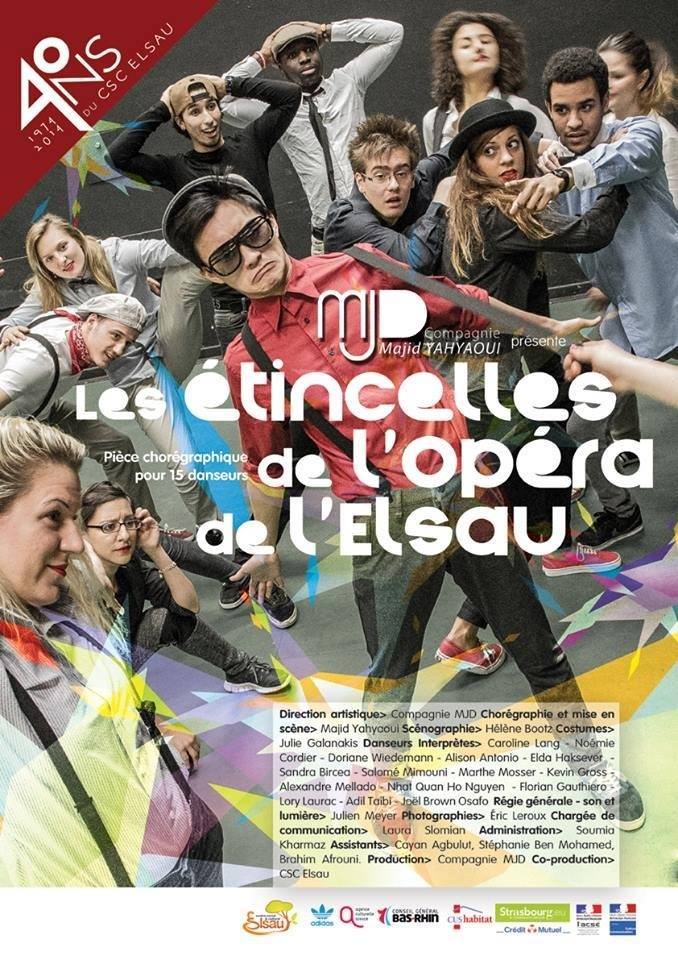 40 ANS
DU CSC ELSAU
1974
2014
MJD
Compagnie
Majid YAHYAOUI
présente
Les étincelles
Pièce chorégraphique
pour 15 danseurs
de l'opéra
de l'Elsau
Direction artistique> Compagnie MJD Chorégraphie et mise en
scène> Majid Yahyaoui Scénographie> Hélène Bootz Costumes>
Julie Galanakis Danseurs Interprètes> Caroline Lang - Noémie
Cordier - Doriane Wiedemann - Alison Antonio - Elda Haksever -
Sandra Bircea - Salomé Mimouni - Marthe Mosser - Kevin Gross -
Alexandre Mellado - Nhat Quan Ho Nguyen - Florian Gauthiero -
Lory Laurac - Adil Taibi - Joël Brown Osafo Régie générale - son et
lumière> Julien Meyer Photographies> Éric Leroux Chargée de
communication> Laura Slomian Administration> Soumia
Kharmaz Assistants> Cayan Agbulut, Stéphanie Ben Mohamed,
Brahim Afrouni. Production> Compagnie MJD Co-production>
CSC Elsau
Elsau
adidas
agence
culturelle
CONSEIL GÉNÉRAL
BAS-RHIN
CUS habitat
Strasbourg.eu
Crédit Mutuel
l'acsé